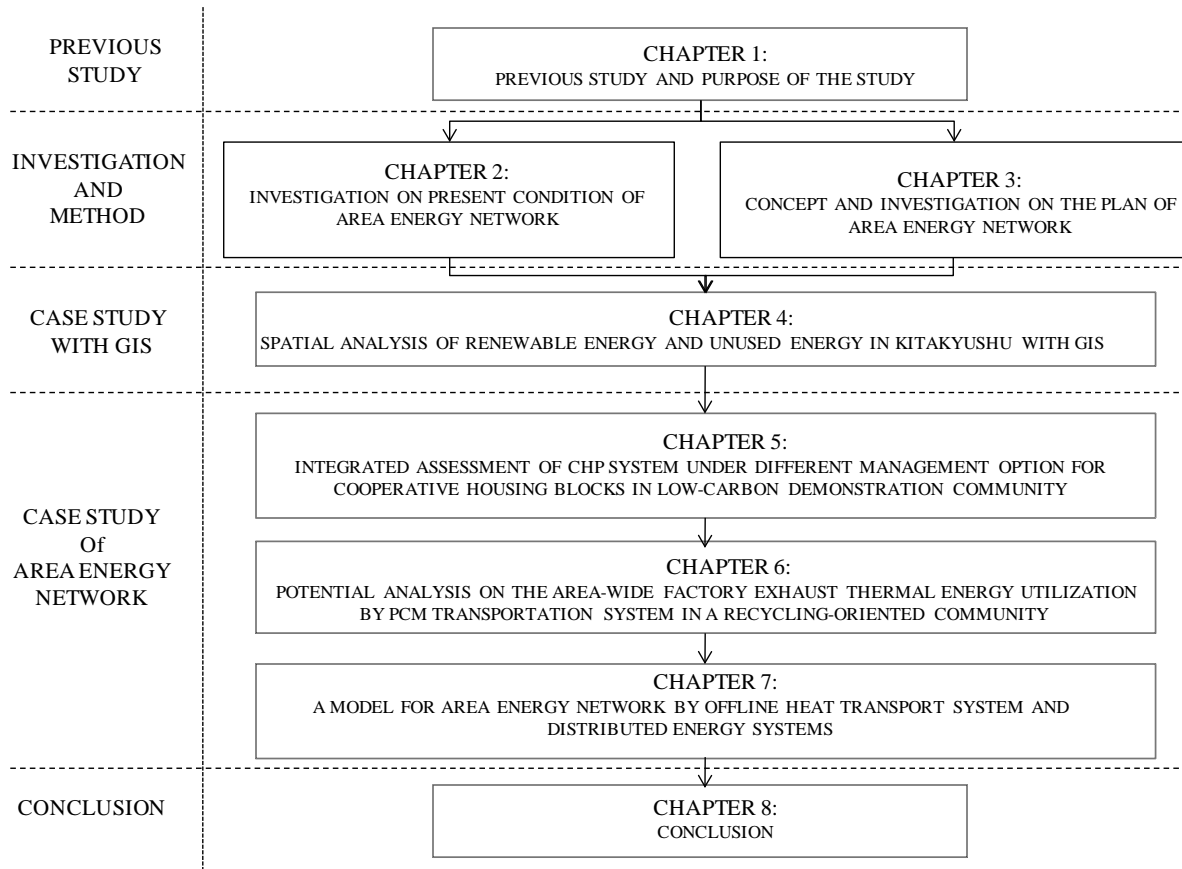 PREVIOUS
STUDY
CHAPTER 1:
PREVIOUS STUDY AND PURPOSE OF THE STUDY
INVESTIGATION
AND
METHOD
CHAPTER 2:
INVESTIGATION ON PRESENT CONDITION OF
AREA ENERGY NETWORK
CHAPTER 3:
CONCEPT AND INVESTIGATION ON THE PLAN OF
AREA ENERGY NETWORK
CASE STUDY
WITH GIS
CHAPTER 4:
SPATIAL ANALYSIS OF RENEWABLE ENERGY AND UNUSED ENERGY IN KITAKYUSHU WITH GIS
CASE STUDY
Of
AREA ENERGY
NETWORK
CHAPTER 5:
INTEGRATED ASSESSMENT OF CHP SYSTEM UNDER DIFFERENT MANAGEMENT OPTION FOR
COOPERATIVE HOUSING BLOCKS IN LOW-CARBON DEMONSTRATION COMMUNITY
CHAPTER 6:
POTENTIAL ANALYSIS ON THE AREA-WIDE FACTORY EXHAUST THERMAL ENERGY UTILIZATION
BY PCM TRANSPORTATION SYSTEM IN A RECYCLING-ORIENTED COMMUNITY
CHAPTER 7:
A MODEL FOR AREA ENERGY NETWORK BY OFFLINE HEAT TRANSPORT SYSTEM AND
DISTRIBUTED ENERGY SYSTEMS
CONCLUSION
CHAPTER 8:
CONCLUSION